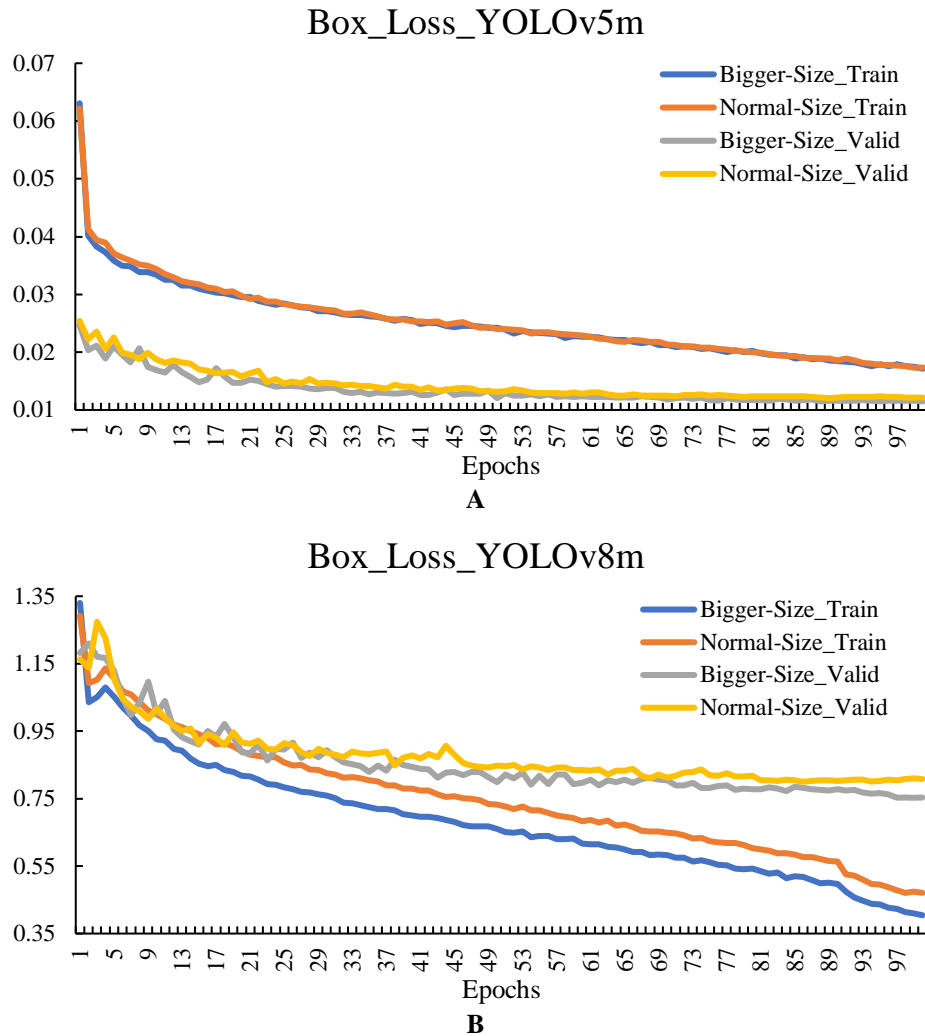 Box_Loss_YOLOv5m
0.07
0.06
0.05
0.04
0.03
0.02
0.01
Bigger-Size_Train
Normal-Size_Train
Bigger-Size_Valid
Normal-Size_Valid
1 5 9 13 17 21 25 29 33 37 41 45 49 53 57 61 65 69 73 77 81 85 89 93 97
Epochs
A
Box_Loss_YOLOv8m
1.35
1.15
0.95
0.75
0.55
0.35
Bigger-Size_Train
Normal-Size_Train
Bigger-Size_Valid
Normal-Size_Valid
1 5 9 13 17 21 25 29 33 37 41 45 49 53 57 61 65 69 73 77 81 85 89 93 97
Epochs
B